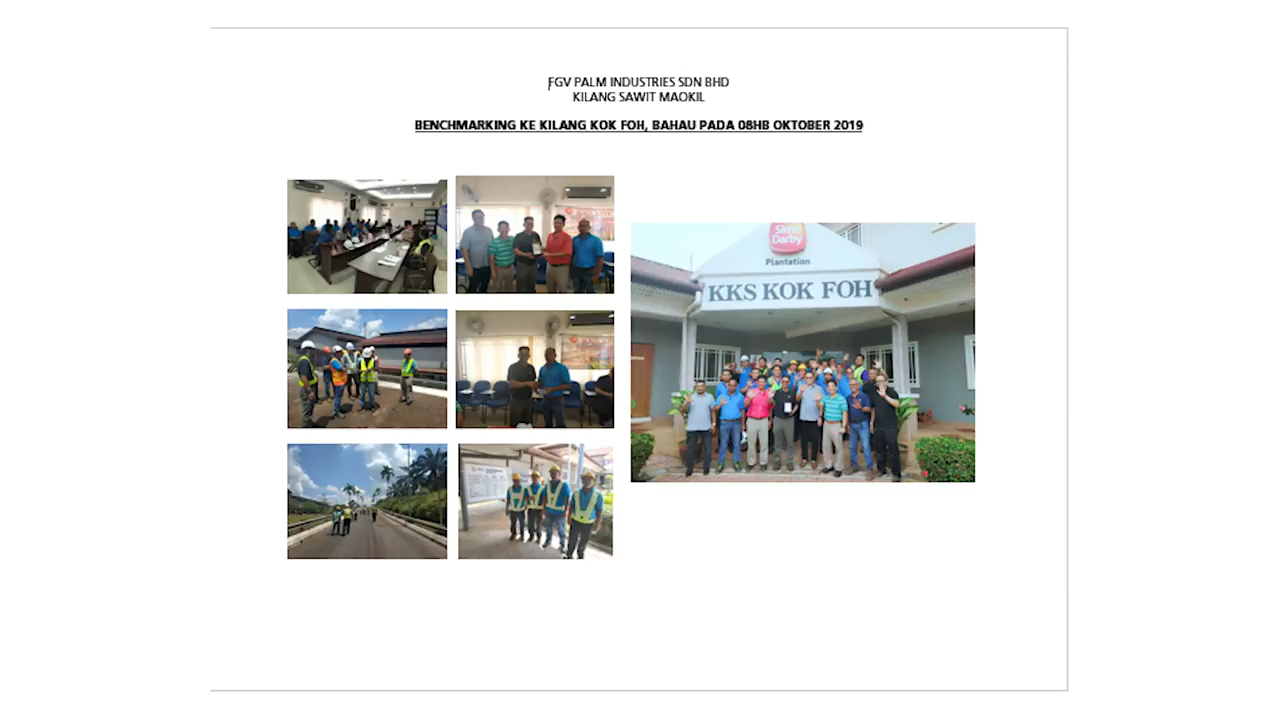 FGV PALM INDUSTRIES SDN BHD
KILANG SAWIT MAOKIL
BENCHMARKING KE KILANG KOK FOH, BAHAU PADA 08HB OKTOBER 2019
Sime
Darby
Plantation
KKS KOK FOH